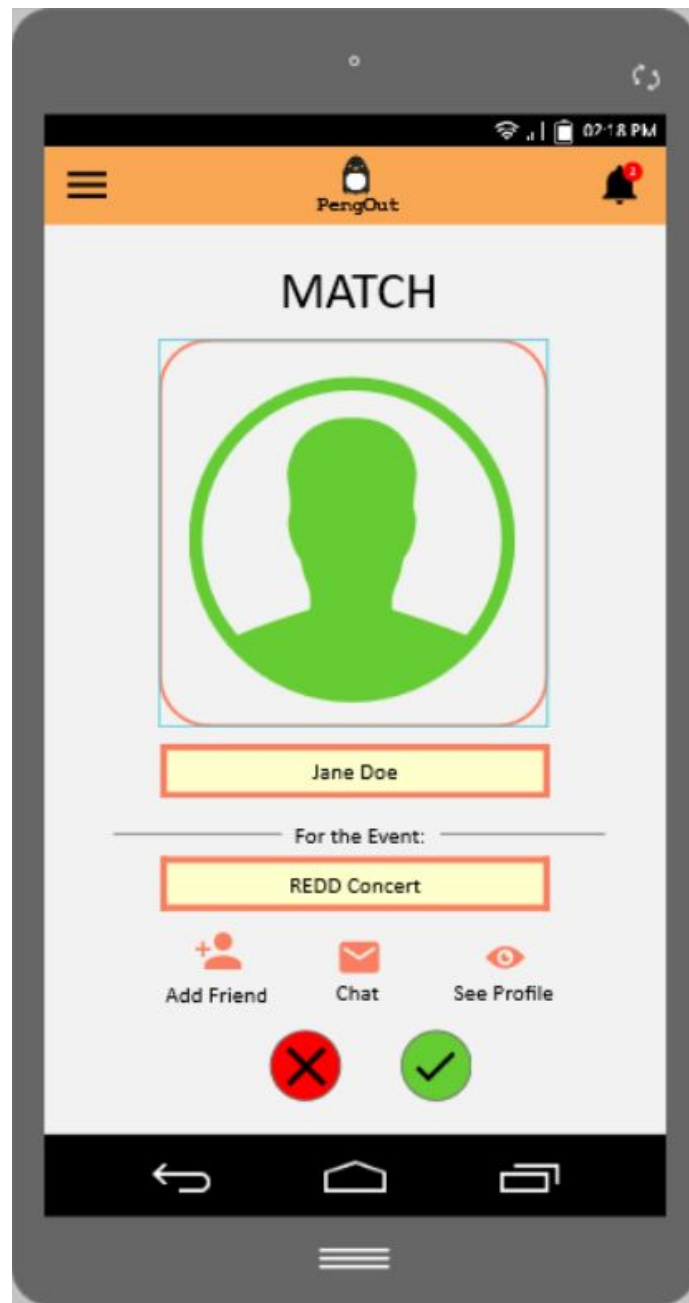 02:18 PM
PengOut
MATCH
Jane Doe
For the Event:
REDD Concert
Add Friend Chat See Profile